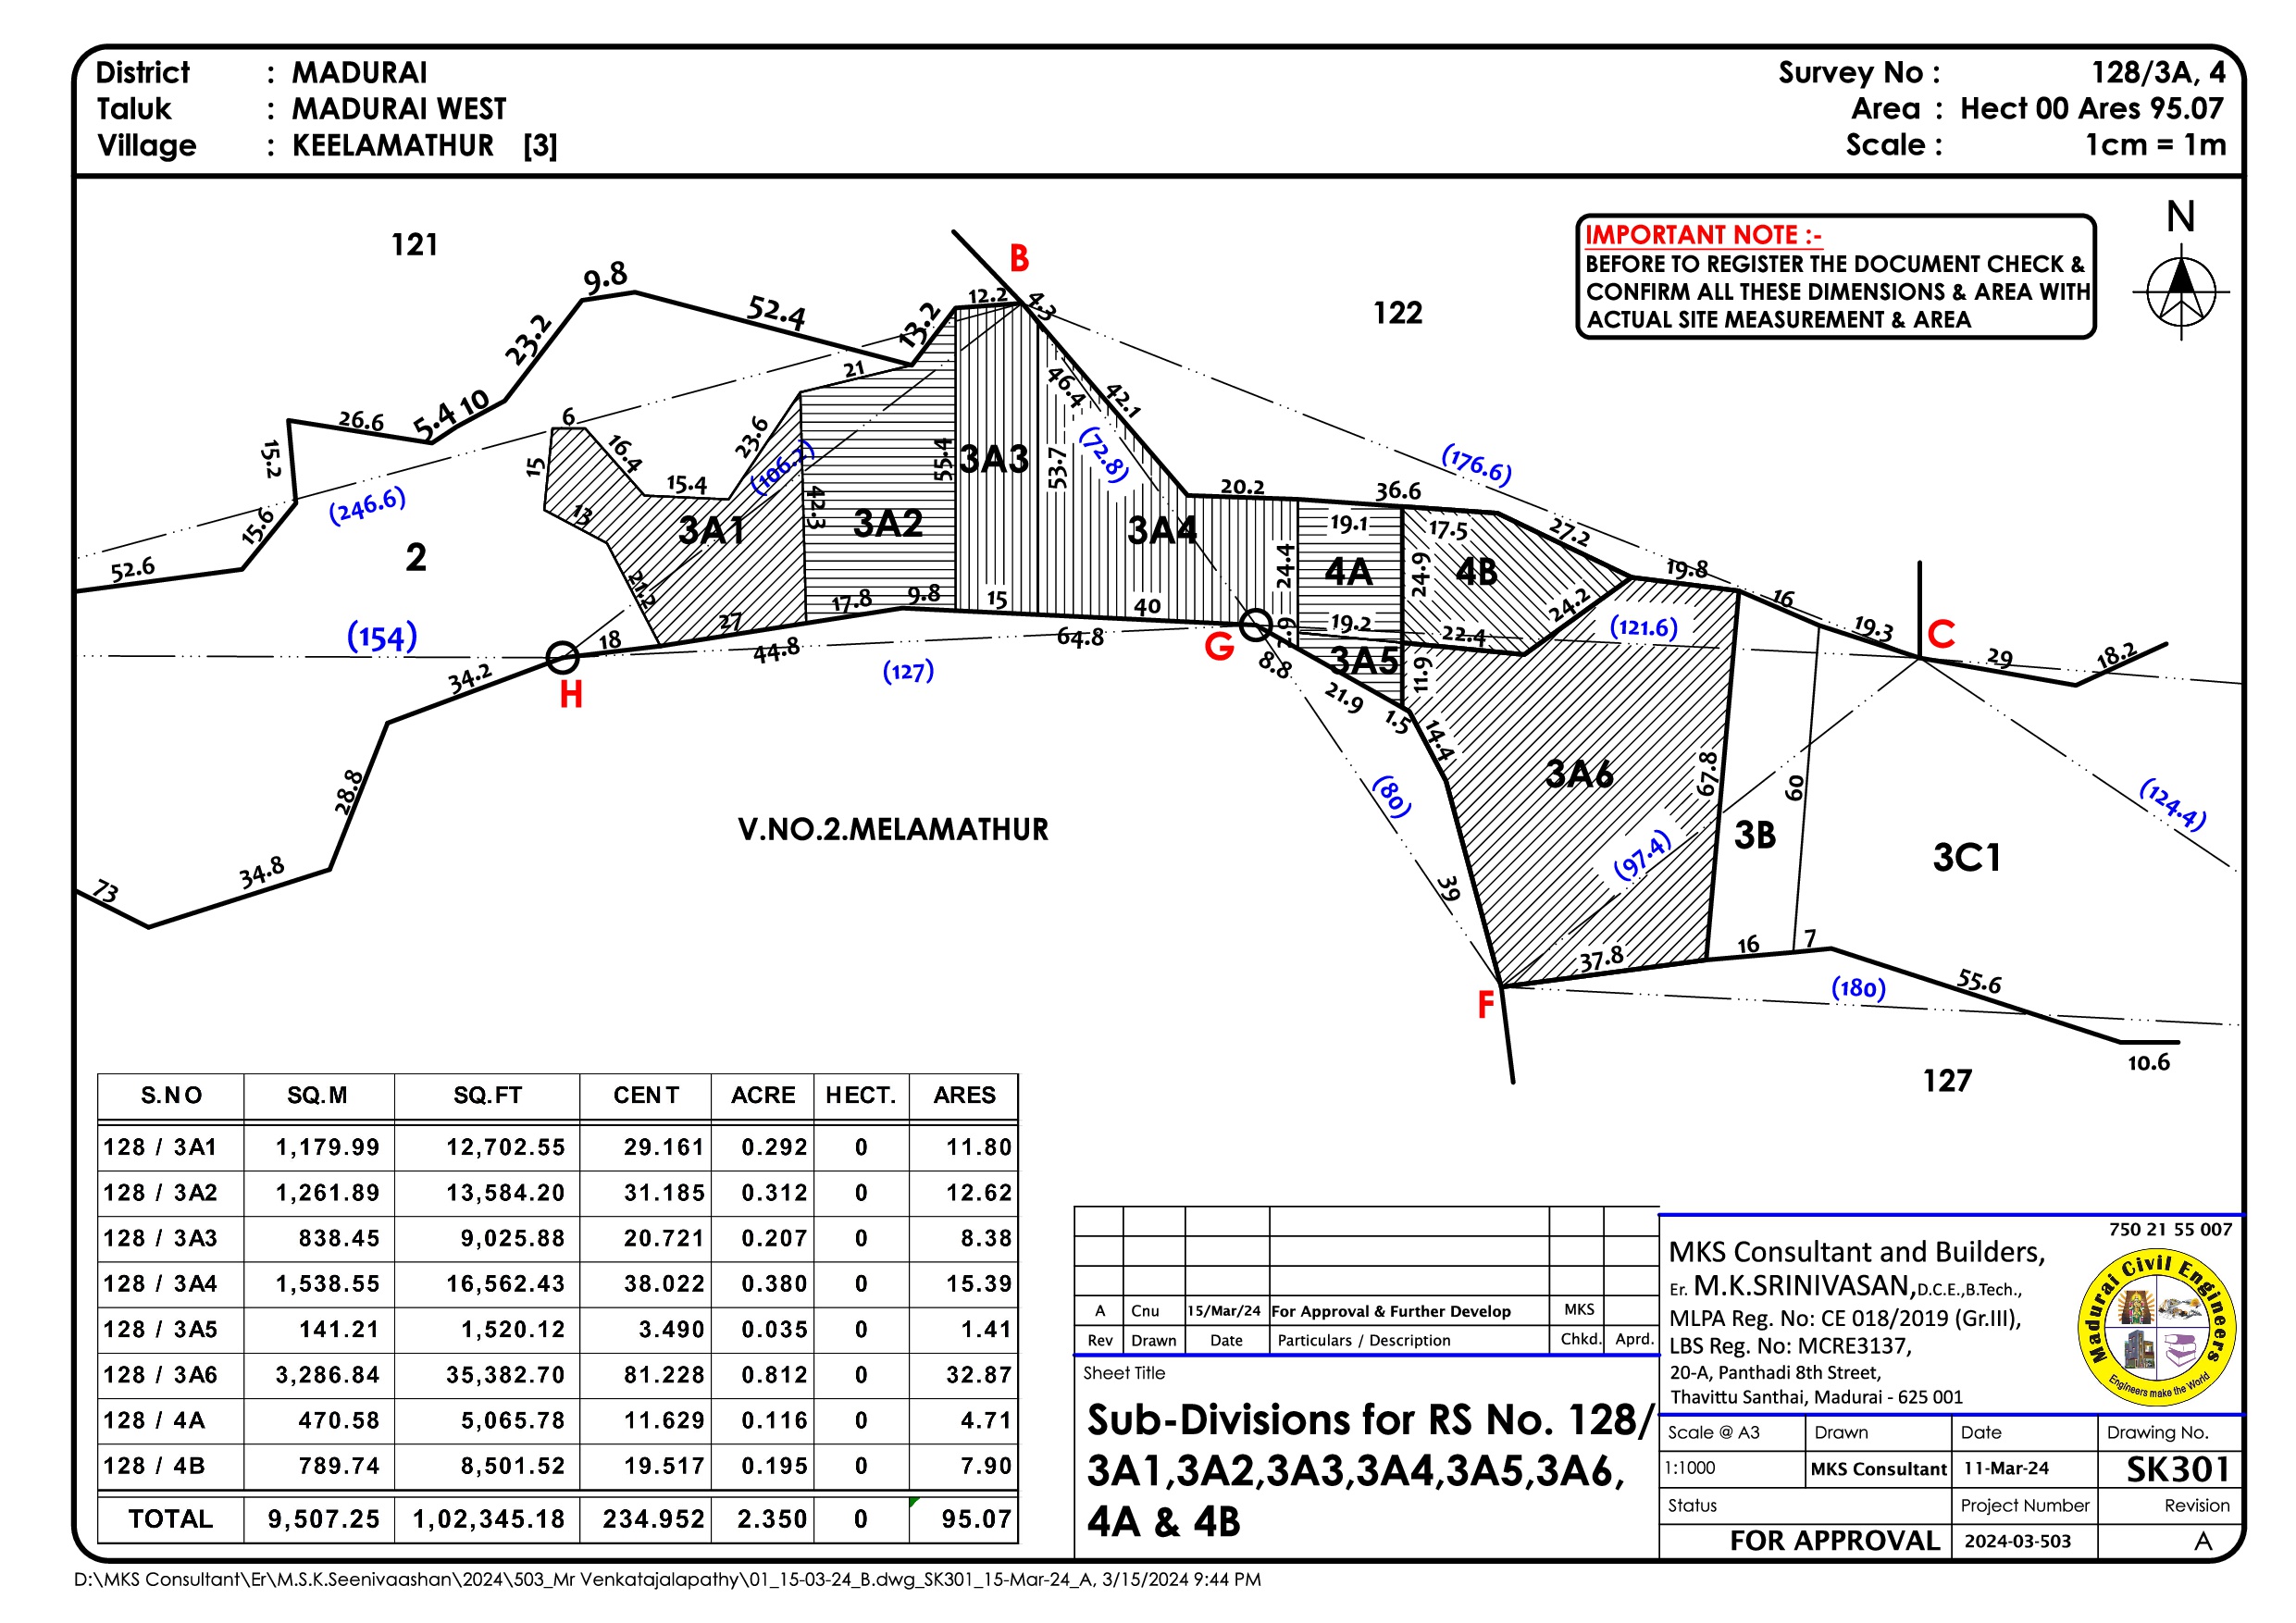 District : MADURAI
Taluk : MADURAI WEST
Village : KEELAMATHUR [3]
Survey No : 128/3A, 4
Area : Hect 00 Ares 95.07
Scale : 1cm = 1m
IMPORTANT NOTE :-
BEFORE TO REGISTER THE DOCUMENT CHECK &
CONFIRM ALL THESE DIMENSIONS & AREA WITH
ACTUAL SITE MEASUREMENT & AREA
N
121
B
122
9.8
52.4
13.2
12.2
4.3
23.2
21
46.4
42.1
26.6
5.4
10
6
16.4
23.6
(106.2)
55.4
3A3
53.7
(72.8)
(176.6)
15.2
15
15.4
(246.6)
42.3
20.2
36.6
15.6
13
3A1
3A2
3A4
19.1
17.5
27.2
52.6
2
21.2
24.4
4A
24.9
4B
19.8
16
17.8
9.8
15
40
24.2
(154)
18
27
44.8
64.8
G
2.9
19.2
22.4
(121.6)
19.3
C
34.2
H
(127)
8.8
3A5
11.9
29
18.2
21.9
1.5
14.4
28.8
(80)
3A6
67.8
60
(124.4)
V.NO.2.MELAMATHUR
3B
3C1
73
34.8
39
(97.4)
37.8
16
7
F
(180)
55.6
10.6
127
S.NO SQ.M SQ.FT CENT ACRE HECT. ARES
128 / 3A1 1,179.99 12,702.55 29.161 0.292 0 11.80
128 / 3A2 1,261.89 13,584.20 31.185 0.312 0 12.62
128 / 3A3 838.45 9,025.88 20.721 0.207 0 8.38
128 / 3A4 1,538.55 16,562.43 38.022 0.380 0 15.39
128 / 3A5 141.21 1,520.12 3.490 0.035 0 1.41
128 / 3A6 3,286.84 35,382.70 81.228 0.812 0 32.87
128 / 4A 470.58 5,065.78 11.629 0.116 0 4.71
128 / 4B 789.74 8,501.52 19.517 0.195 0 7.90
TOTAL 9,507.25 1,02,345.18 234.952 2.350 0 95.07
A Cnu 15/Mar/24 For Approval & Further Develop MKS
Rev Drawn Date Particulars / Description Chkd. Aprd.
Sheet Title
Sub-Divisions for RS No. 128/
3A1,3A2,3A3,3A4,3A5,3A6,
4A & 4B
750 21 55 007
MKS Consultant and Builders,
Er. M.K.SRINIVASAN,D.C.E.,B.Tech.,
MLPA Reg. No: CE 018/2019 (Gr.III),
LBS Reg. No: MCRE3137,
20-A, Panthadi 8th Street,
Thavittu Santhai, Madurai - 625 001
Madurai Civil Engineers
Engineers make the World
Scale @ A3 Drawn Date Drawing No.
1:1000 MKS Consultant 11-Mar-24 SK301
Status Project Number Revision
FOR APPROVAL 2024-03-503 A
D:\MKS Consultant\Er\M.S.K.Seenivaashan\2024\503_Mr Venkatajalapathy\01_15-03-24_B.dwg_SK301_15-Mar-24_A, 3/15/2024 9:44 PM